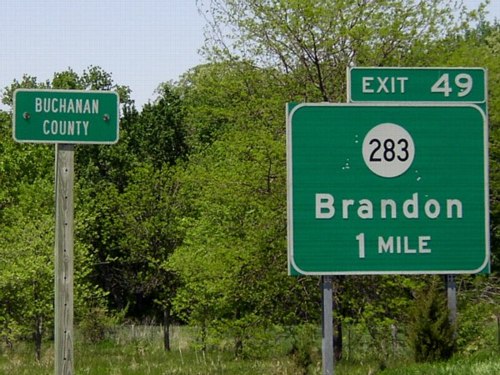 BUCHANAN
COUNTY
EXIT 49
283
Brandon
1 MILE